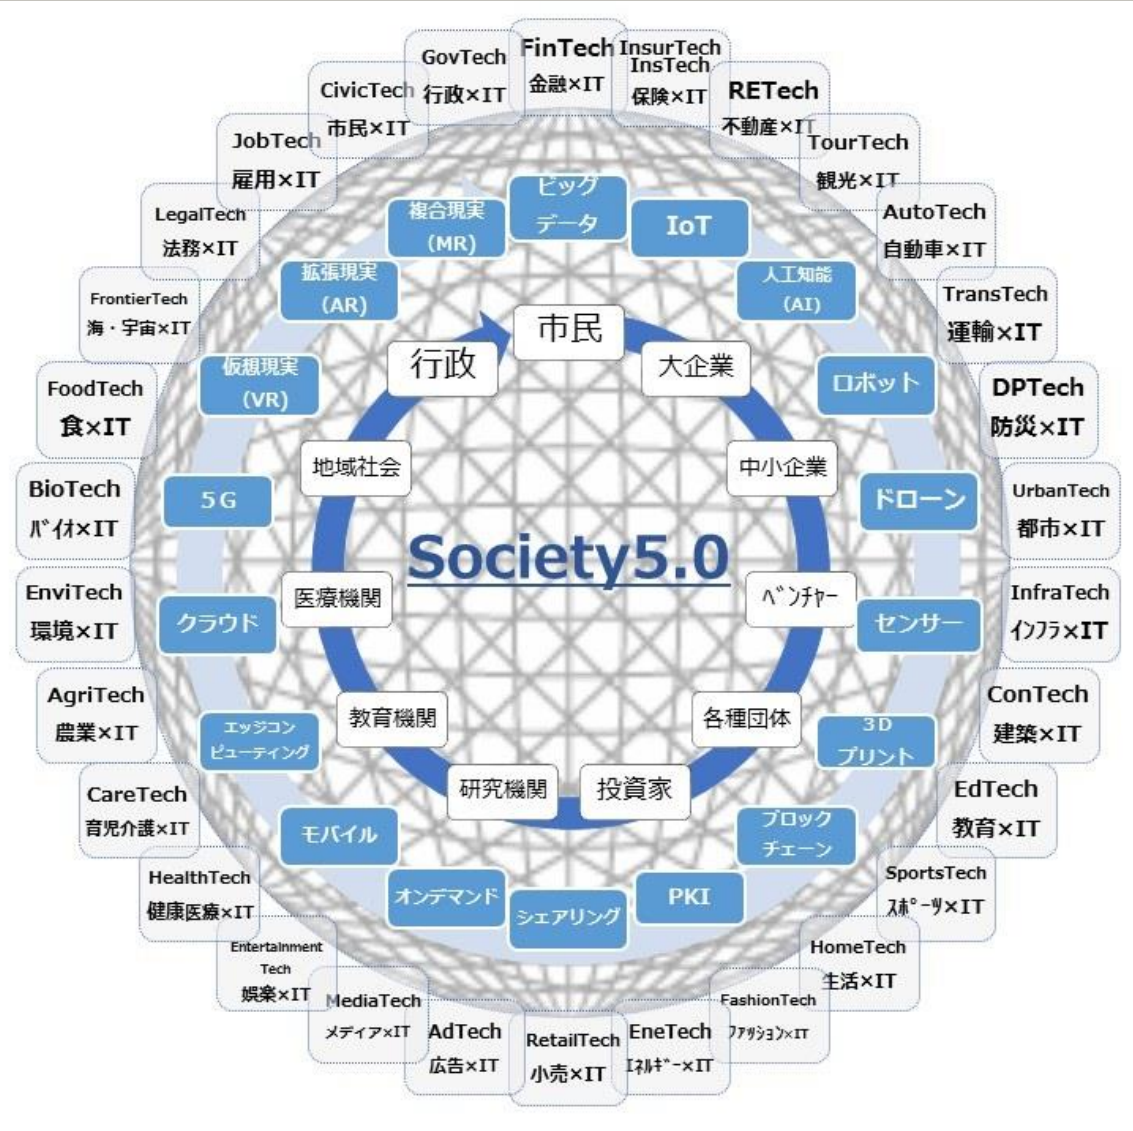 FinTech
金融×IT
InsurTech
InsTech
保険×IT
RETech
不動産×IT
TourTech
観光×IT
AutoTech
自動車×IT
TransTech
運輸×IT
DPTech
防災×IT
UrbanTech
都市×IT
InfraTech
インフラ×IT
ConTech
建築×IT
EdTech
教育×IT
SportsTech
スポーツ×IT
HomeTech
生活×IT
FashionTech
ファッション×IT
EneTech
エネルギー×IT
RetailTech
小売×IT
AdTech
広告×IT
MediaTech
メディア×IT
Entertainment
Tech
娯楽×IT
HealthTech
健康医療×IT
CareTech
育児介護×IT
AgriTech
農業×IT
EnviTech
環境×IT
BioTech
バイオ×IT
FoodTech
食×IT
FrontierTech
海・宇宙×IT
LegalTech
法務×IT
JobTech
雇用×IT
CivicTech
市民×IT
GovTech
行政×IT
ビッグ
データ
IoT
人工知能
(AI)
ロボット
ドローン
センサー
3D
プリント
ブロック
チェーン
PKI
シェアリング
オンデマンド
モバイル
エッジコン
ピューティング
クラウド
5G
仮想現実
(VR)
拡張現実
(AR)
複合現実
(MR)
市民
大企業
中小企業
ベンチャー
各種団体
投資家
研究機関
教育機関
医療機関
地域社会
行政
Society5.0